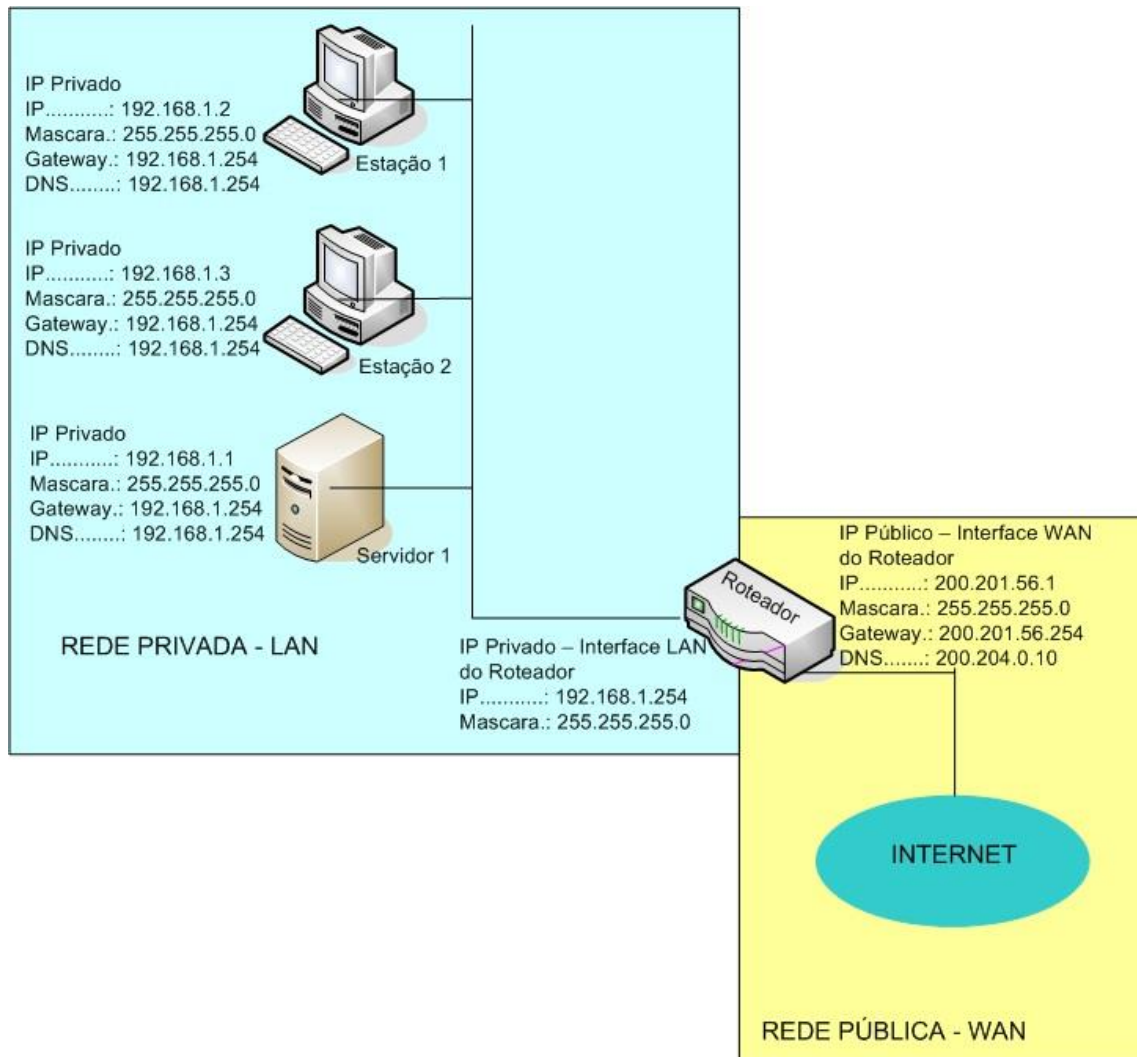 IP Privado
IP...........: 192.168.1.2
Mascara.: 255.255.255.0
Gateway.: 192.168.1.254
DNS........: 192.168.1.254
Estação 1
IP Privado
IP...........: 192.168.1.3
Mascara.: 255.255.255.0
Gateway.: 192.168.1.254
DNS........: 192.168.1.254
Estação 2
IP Privado
IP...........: 192.168.1.1
Mascara.: 255.255.255.0
Gateway.: 192.168.1.254
DNS........: 192.168.1.254
Servidor 1
REDE PRIVADA - LAN
IP Privado – Interface LAN
do Roteador
IP...........: 192.168.1.254
Mascara.: 255.255.255.0
Roteador
IP Público – Interface WAN
do Roteador
IP...........: 200.201.56.1
Mascara.: 255.255.255.0
Gateway.: 200.201.56.254
DNS.......: 200.204.0.10
INTERNET
REDE PÚBLICA - WAN